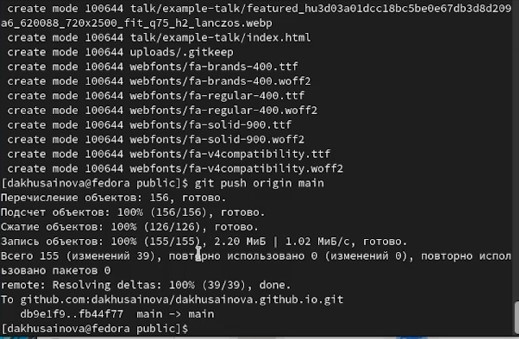 create mode 100644 talk/example-talk/featured_hu3d03a01dcc18bc5be0e67db3d8d209
a6_620088_720x2500_fit_q75_h2_lanczos.webp
create mode 100644 talk/example-talk/index.html
create mode 100644 uploads/.gitkeep
create mode 100644 webfonts/fa-brands-400.ttf
create mode 100644 webfonts/fa-brands-400.woff2
create mode 100644 webfonts/fa-regular-400.ttf
create mode 100644 webfonts/fa-regular-400.woff2
create mode 100644 webfonts/fa-solid-900.ttf
create mode 100644 webfonts/fa-solid-900.woff2
create mode 100644 webfonts/fa-v4compatibility.ttf
create mode 100644 webfonts/fa-v4compatibility.woff2
[dakhusainova@fedora public]$ git push origin main
Перечисление объектов: 156, готово.
Подсчет объектов: 100% (156/156), готово.
Сжатие объектов: 100% (126/126), готово.
Запись объектов: 100% (155/155), 2.20 МиБ | 1.02 МиБ/с, готово.
Всего 155 (изменений 39), повторно использовано 0 (изменений 0), повторно испол
ьзовано пакетов 0
remote: Resolving deltas: 100% (39/39), done.
To github.com:dakhusainova/dakhusainova.github.io.git
db9e1f9..fb44f77  main -> main
[dakhusainova@fedora public]$